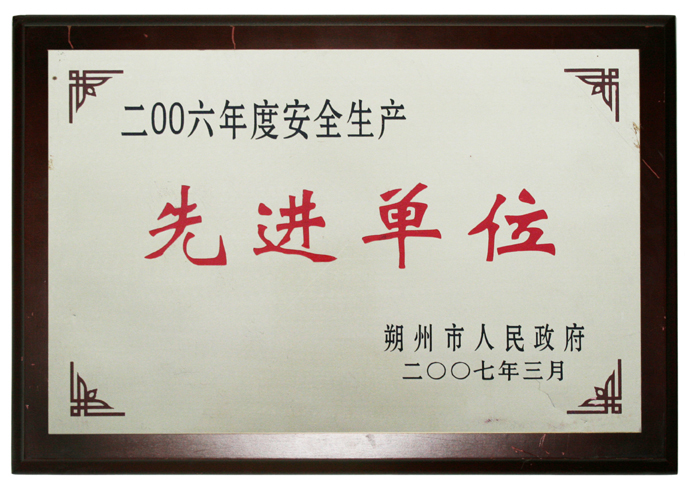 二00六年度安全生产
先进单位
朔州市人民政府
二〇〇七年三月